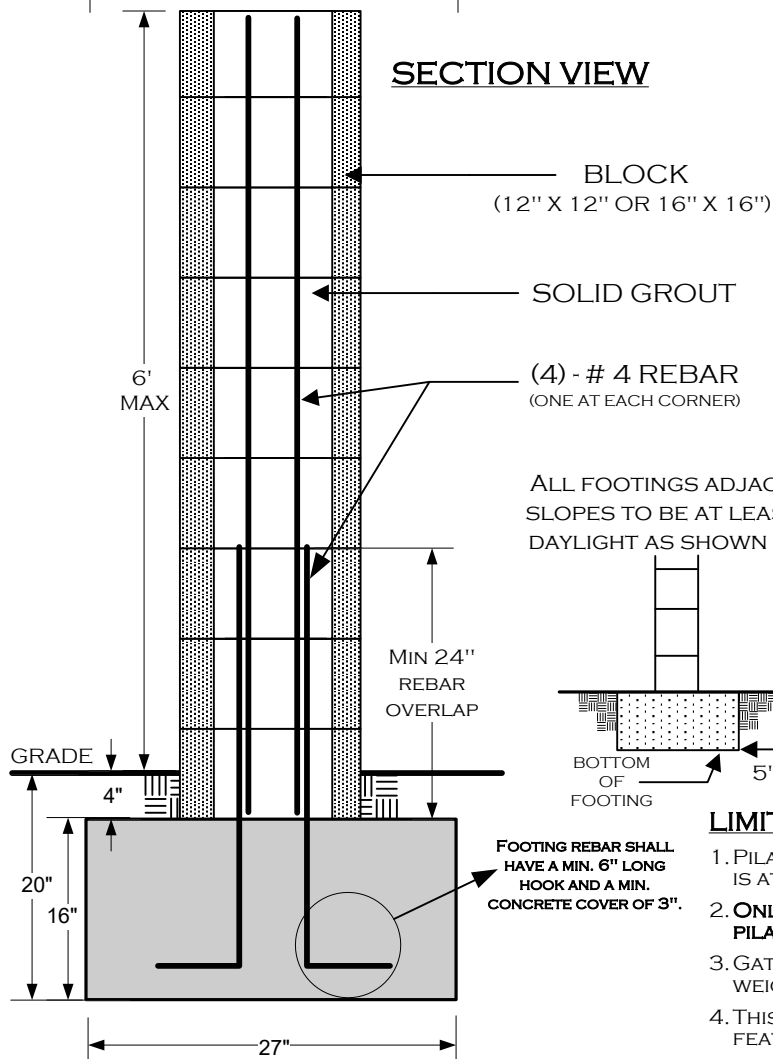 SECTION VIEW
BLOCK
(12" X 12" OR 16" X 16")
SOLID GROUT
6'
MAX
(4) - # 4 REBAR
(ONE AT EACH CORNER)
ALL FOOTINGS ADJAC
SLOPES TO BE AT LEAS
DAYLIGHT AS SHOWN
MIN 24"
REBAR
OVERLAP
GRADE
4"
BOTTOM
OF
FOOTING
5'
20"
16"
FOOTING REBAR SHALL
HAVE A MIN. 6" LONG
HOOK AND A MIN.
CONCRETE COVER OF 3".
27"
LIMIT
1. PILA
IS AT
2. ONL
PILA
3. GAT
WEIG
4. THIS
FEAT